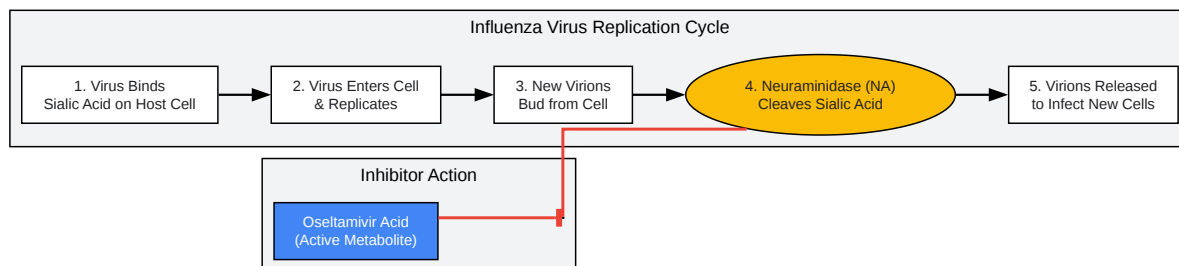 Influenza Virus Replication Cycle
1. Virus Binds
Sialic Acid on Host Cell
2. Virus Enters Cell
& Replicates
3. New Virions
Bud from Cell
4. Neuraminidase (NA)
Cleaves Sialic Acid
5. Virions Released
to Infect New Cells
Inhibitor Action
Oseltamivir Acid
(Active Metabolite)